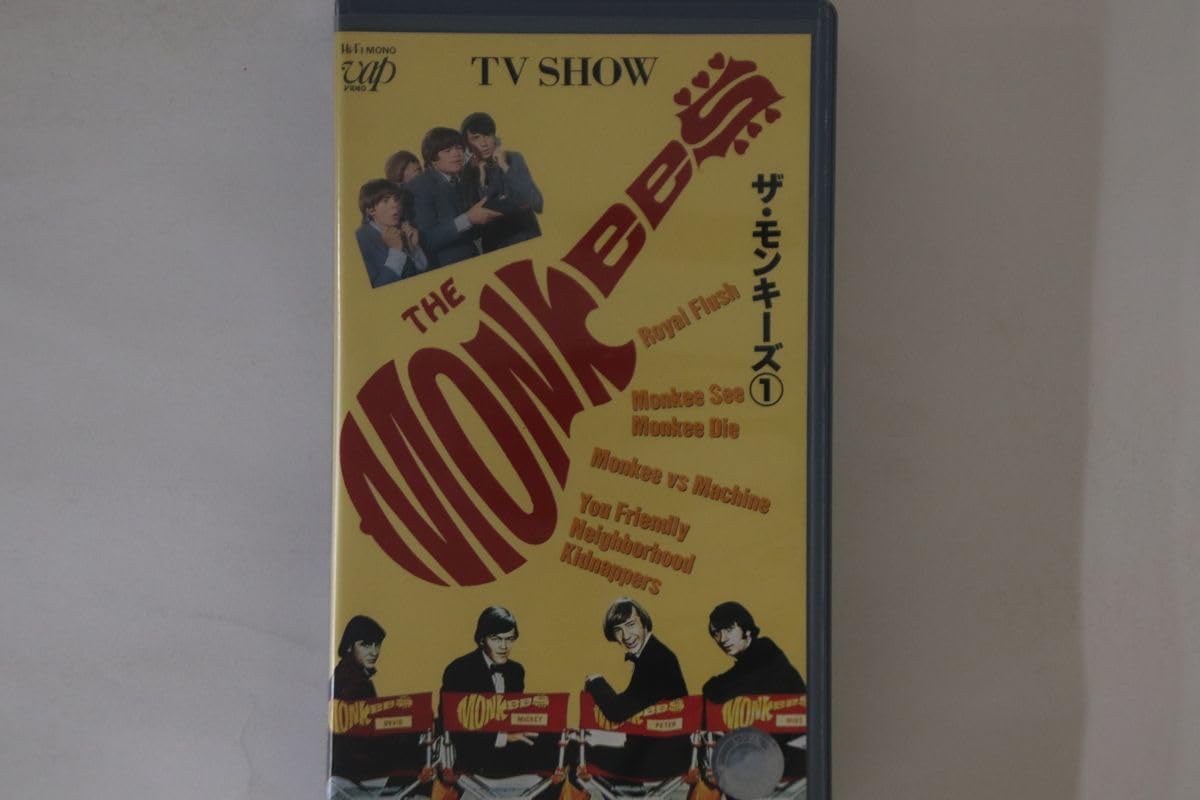 Hi-Fi MONO
vap
VIDEO
TV SHOW
THE
MONKEES
ザ・モンキーズ①
Royal Flush
Monkee See
Monkee Die
Monkee vs Machine
You Friendly
Neighborhood
Kidnappers
MONKEES
DAVID
MONKEES
MICKEY
MONKEES
PETER
MONKEES
MIKE